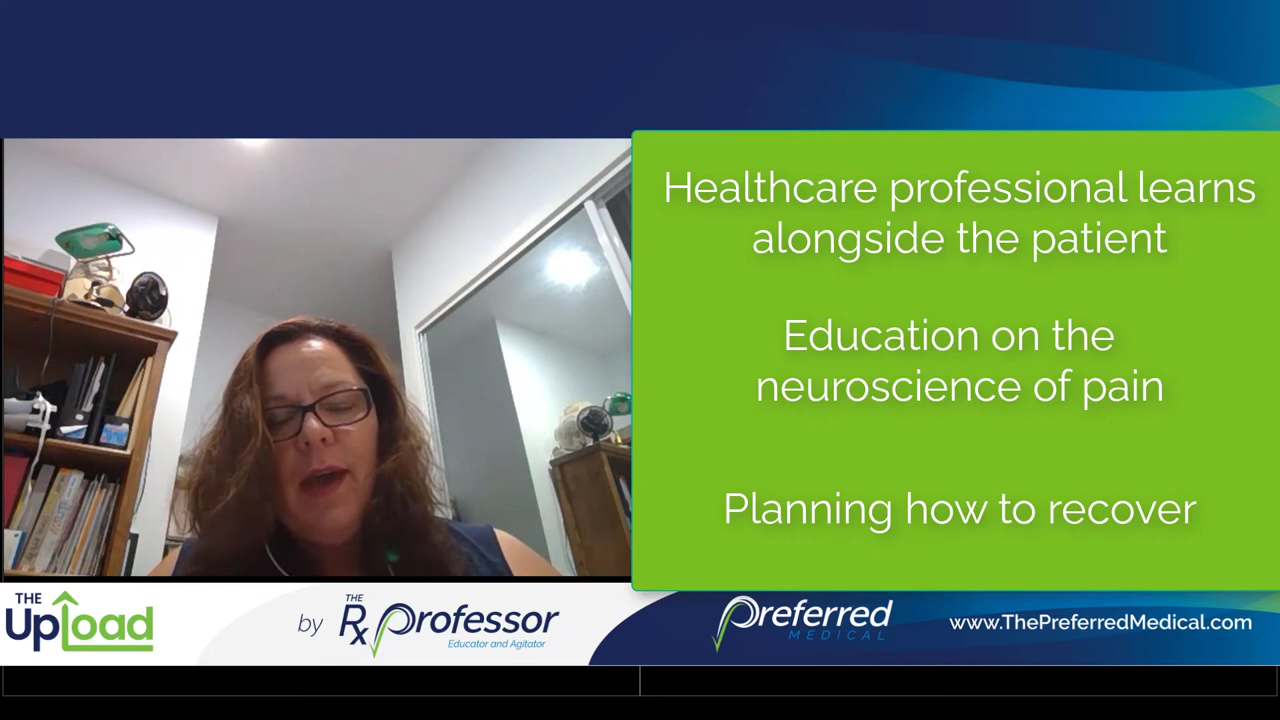 Healthcare professional learns
alongside the patient
Education on the
neuroscience of pain
Planning how to recover
THE
Upload
by
THE
Rx Professor
Educator and Agitator
Preferred
MEDICAL
www.ThePreferredMedical.com